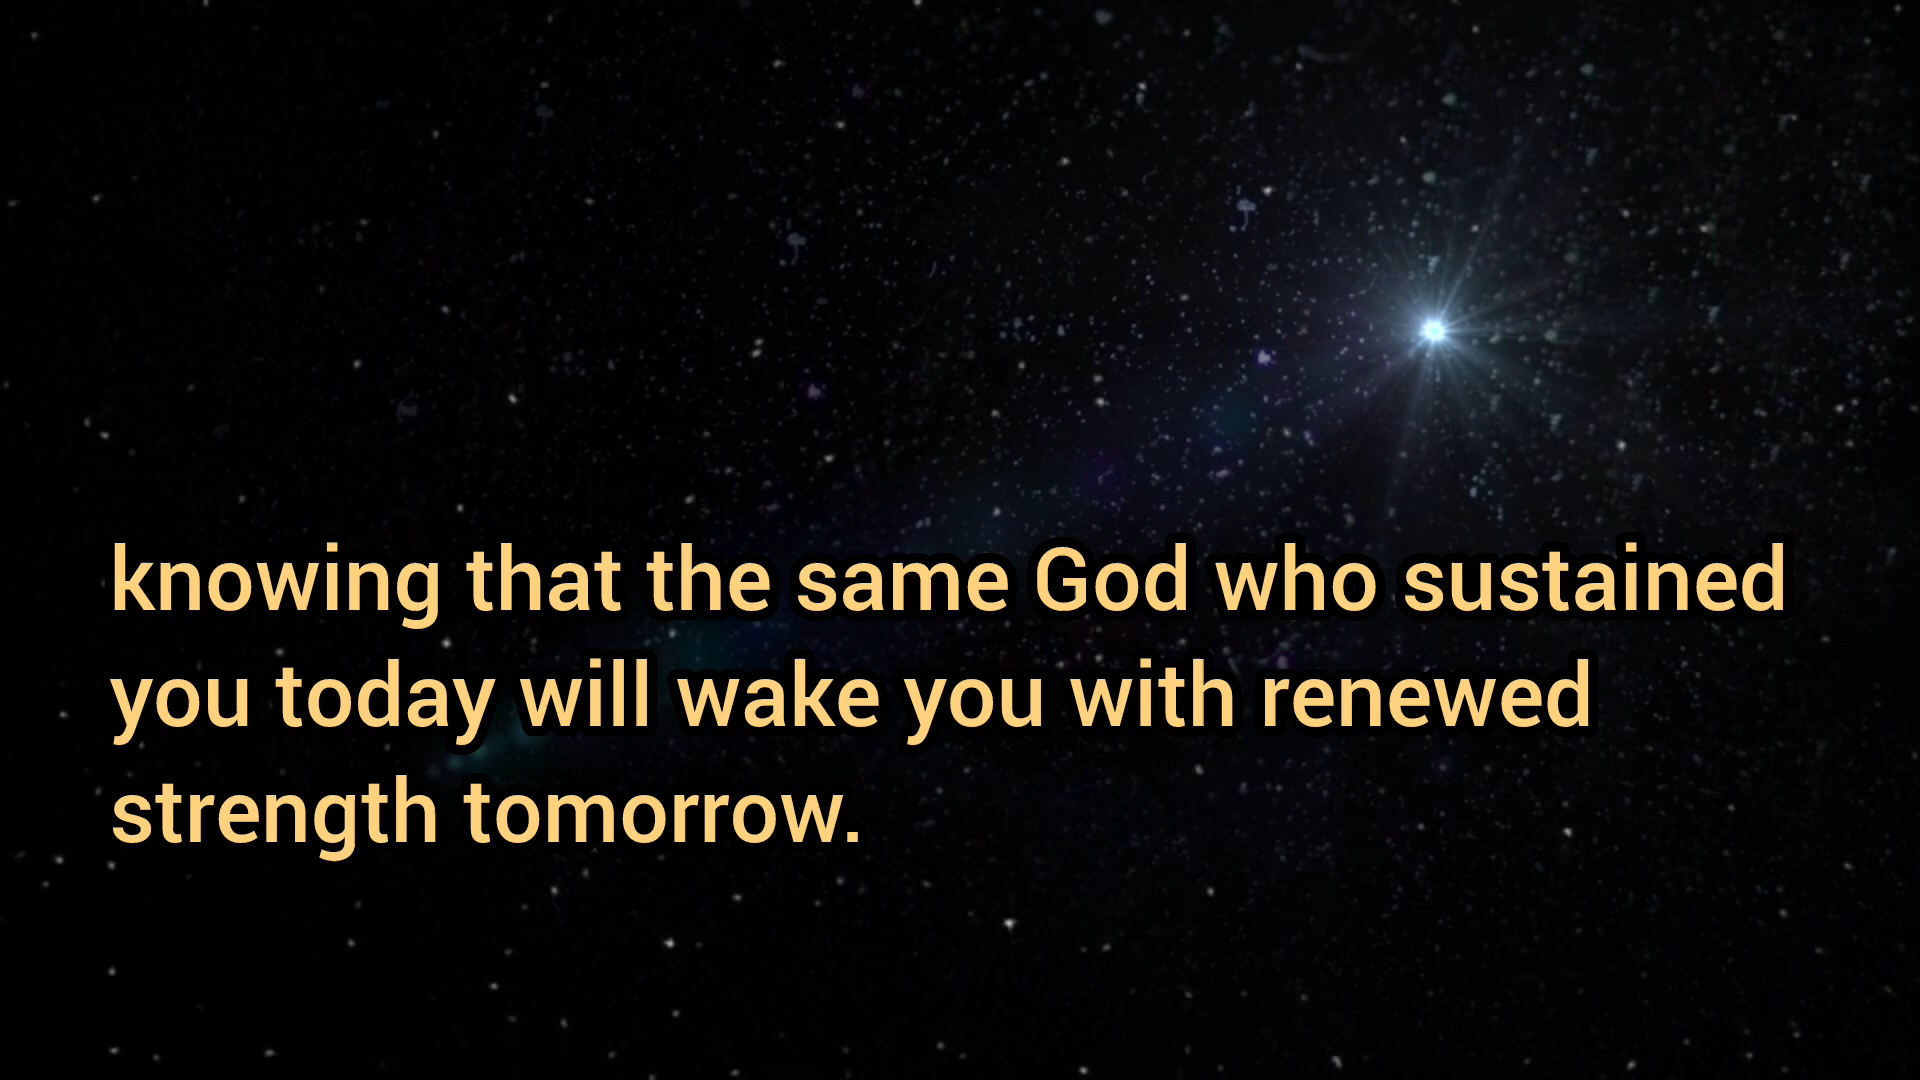 knowing that the same God who sustained
you today will wake you with renewed
strength tomorrow.